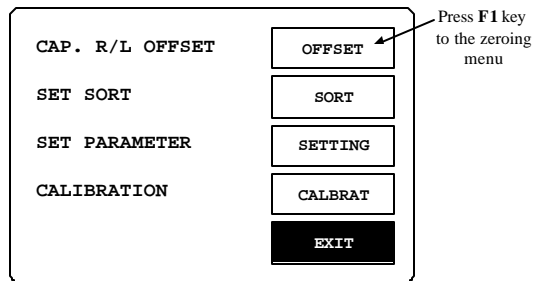 CAP. R/L OFFSET OFFSET
SET SORT SORT
SET PARAMETER SETTING
CALIBRATION CALBRAT
EXIT
Press F1 key
to the zeroing
menu